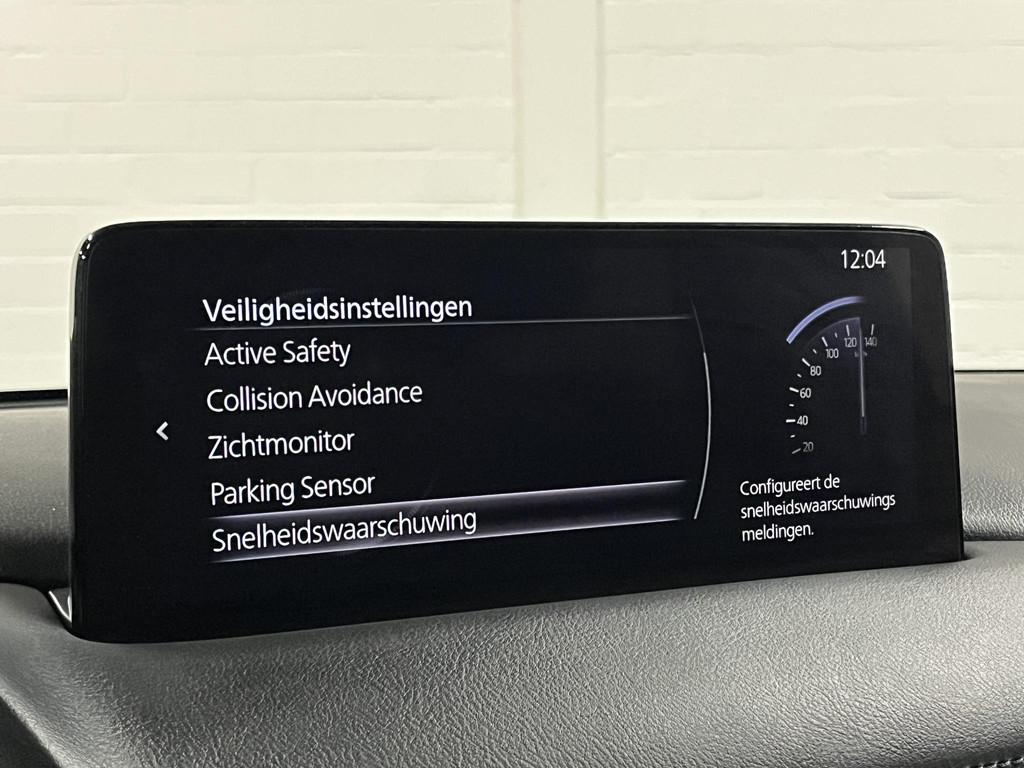 12:04
Veiligheidsinstellingen
Active Safety
Collision Avoidance
Zichtmonitor
Parking Sensor
Snelheidswaarschuwing
140
120
100
80
60
40
20
Configureert de
snelheidswaarschuwings
meldingen.